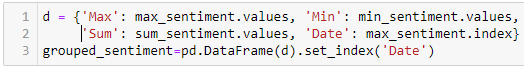 1 d = {'Max': max_sentiment.values, 'Min': min_sentiment.values,
2 'Sum': sum_sentiment.values, 'Date': max_sentiment.index}
3 grouped_sentiment=pd.DataFrame(d).set_index('Date')